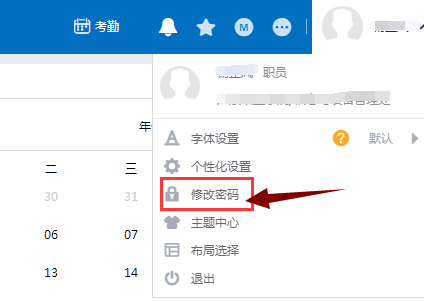 考勤
M
职员
年
字体设置 ? 默认
二 三 个性化设置
30 31 修改密码
06 07 主题中心
布局选择
13 14 退出